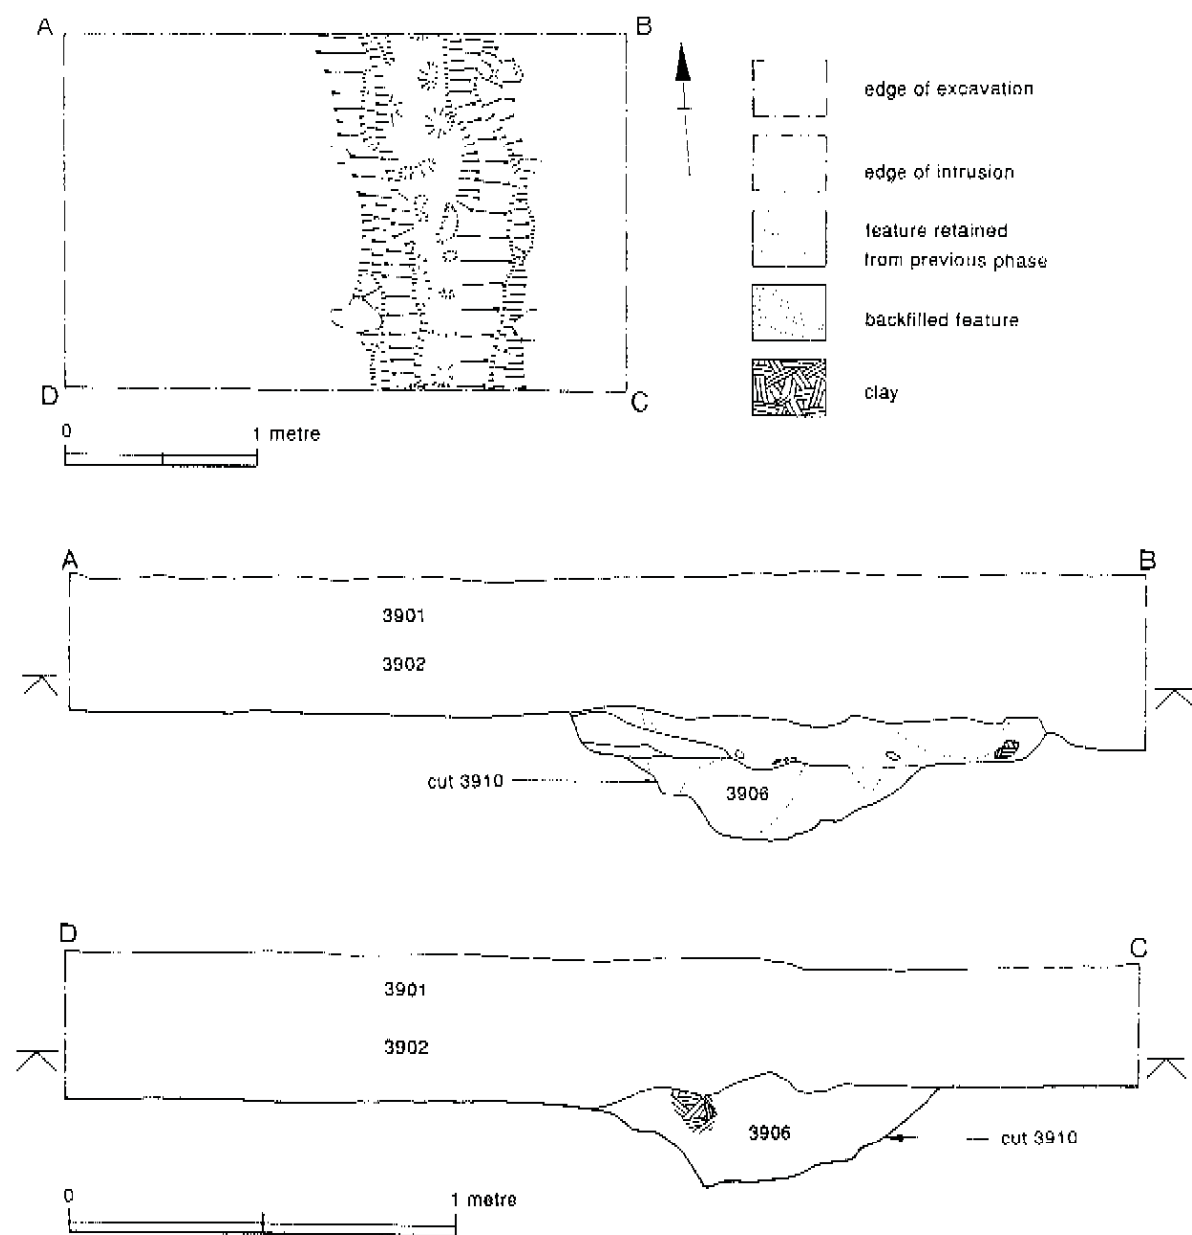 A
B
edge of excavation
edge of intrusion
feature retained
from previous phase
backfilled feature
clay
D
C
0
1 metre
A
B
3901
3902
cut 3910
3906
D
C
3901
3902
3906
cut 3910
0
1 metre